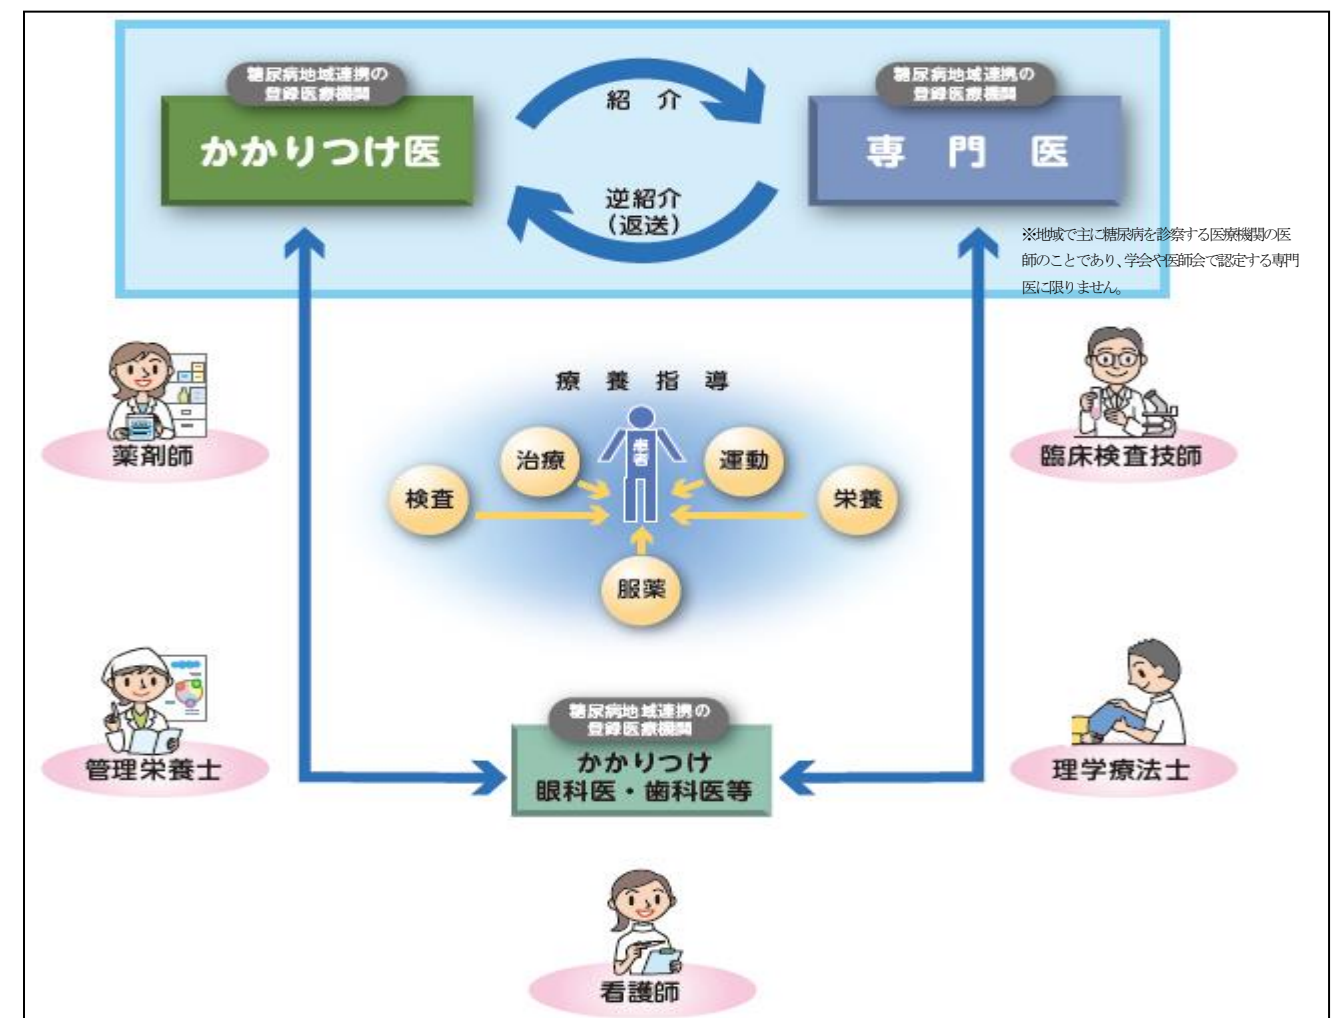 糖尿病地域連携の
登録医療機関
かかりつけ医
紹 介
逆紹介
(返送)
糖尿病地域連携の
登録医療機関
専 門 医
※地域で主に糖尿病を診察する医療機関の医
師のことであり、学会や医師会で認定する専門
医に限りません。
薬剤師
臨床検査技師
療 養 指 導
患者
治療
運動
検査
栄養
服薬
管理栄養士
理学療法士
糖尿病地域連携の
登録医療機関
かかりつけ
眼科医・歯科医等
看護師